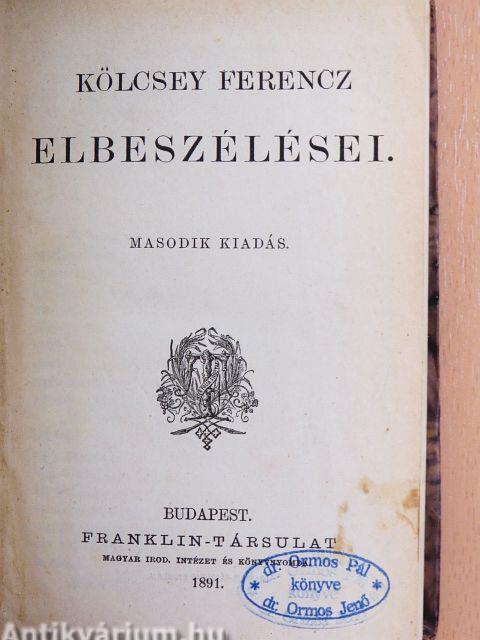 KÖLCSEY FERENCZ
ELBESZÉLÉSEI.
MASODIK KIADÁS.
BUDAPEST.
FRANKLIN-TÁRSULAT
MAGYAR IROD. INTÉZET ÉS KÖNYVNYOMDA.
1891.
* dr. Ormos Pál
könyve
* dr. Ormos Jenő *
Antikvárium.hu